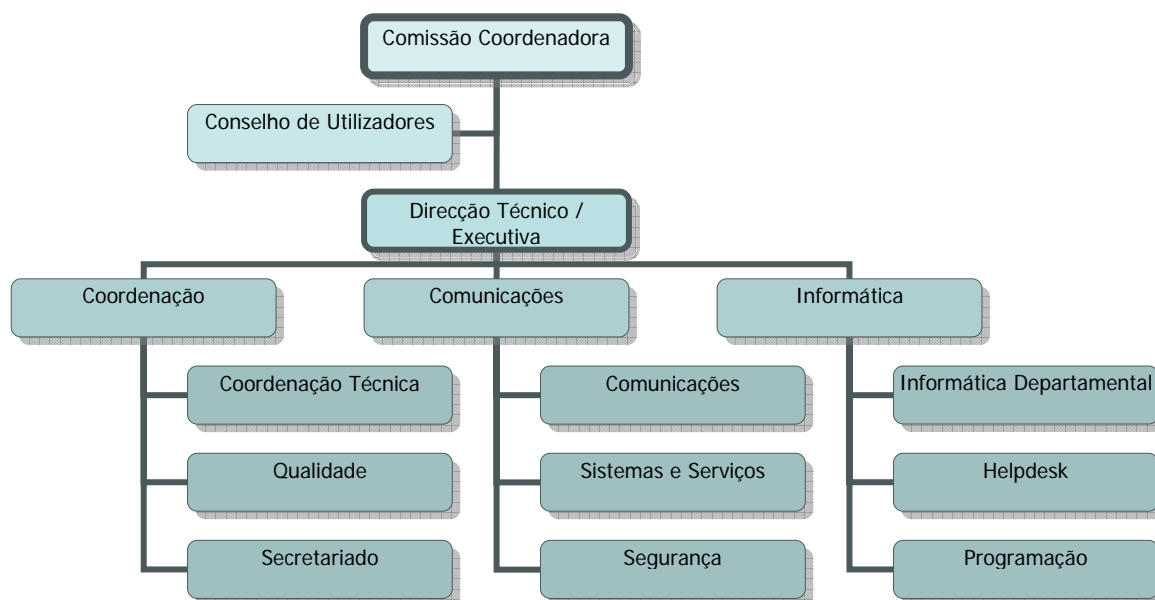 Comissão Coordenadora
Conselho de Utilizadores
Direcção Técnico /
Executiva
Coordenação
Comunicações
Informática
Coordenação Técnica
Comunicações
Informática Departamental
Qualidade
Sistemas e Serviços
Helpdesk
Secretariado
Segurança
Programação